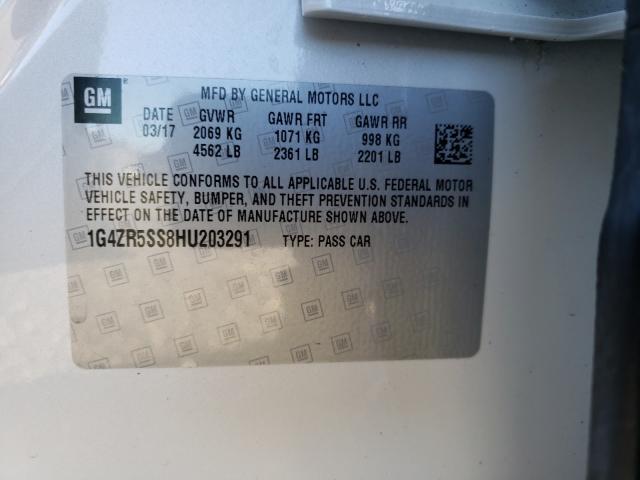 GM
MFD BY GENERAL MOTORS LLC
DATE GVWR GAWR FRT GAWR RR
03/17 2069 KG 1071 KG 998 KG
4562 LB 2361 LB 2201 LB
THIS VEHICLE CONFORMS TO ALL APPLICABLE U.S. FEDERAL MOTOR
VEHICLE SAFETY, BUMPER, AND THEFT PREVENTION STANDARDS IN
EFFECT ON THE DATE OF MANUFACTURE SHOWN ABOVE.
1G4ZR5SS8HU203291 TYPE: PASS CAR